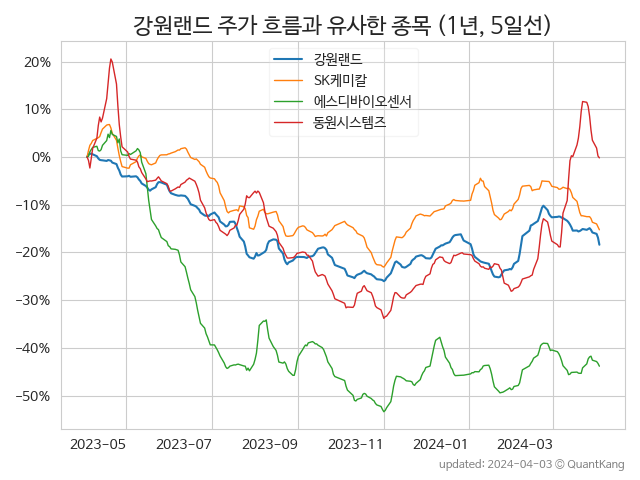 강원랜드 주가 흐름과 유사한 종목 (1년, 5일선)
강원랜드
SK케미칼
에스디바이오센서
동원시스템즈
20%
10%
0%
−10%
−20%
−30%
−40%
−50%
2023-05 2023-07 2023-09 2023-11 2024-01 2024-03
updated: 2024-04-03 © QuantKang